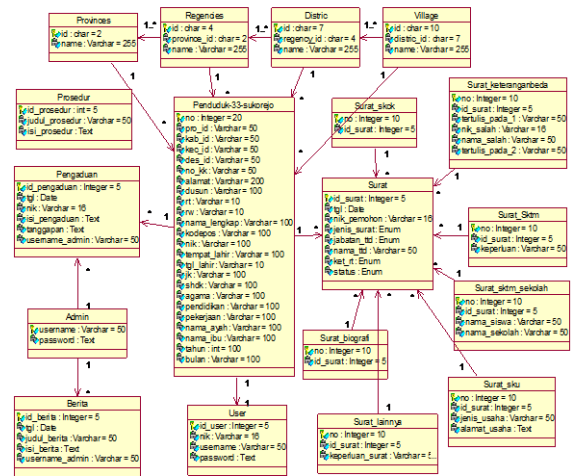 Provinces
id : char = 2
name : Varchar = 255
1..*
Regencies
id : char = 4
province_id : char = 2
name : Varchar = 255
1..*
Distric
id : char = 7
regency_id : char = 4
name : Varchar = 255
1..*
Village
id : char = 10
distric_id : char = 7
name : Varchar = 255
1
1
1
1
1
1
1
Prosedur
id_prosedur : int = 5
judul_prosedur : Varchar = 50
isi_prosedur : Text
Penduduk-33-sukorejo
no : Integer = 20
pro_id : Varchar = 50
kab_id : Varchar = 50
kec_id : Varchar = 50
des_id : Varchar = 50
no_kk : Varchar = 50
alamat : Varchar = 200
dusun : Varchar = 100
rt : Varchar = 10
rw : Varchar = 10
nama_lengkap : Varchar = 100
kodepos : Varchar = 100
nik : Varchar = 100
tempat_lahir : Varchar = 100
tgl_lahir : Varchar = 10
jk : Varchar = 100
shdk : Varchar = 100
agama : Varchar = 100
pendidikan : Varchar = 100
pekerjaan : Varchar = 100
nama_ayah : Varchar = 100
nama_ibu : Varchar = 100
tahun : int = 100
bulan : Varchar = 100
Surat_skck
no : Integer = 10
id_surat : Integer = 5
Surat_keteranganbeda
no : Integer = 10
id_surat : Integer = 5
tertulis_pada_1 : Varchar = 50
nik_salah : Varchar = 16
nama_salah : Varchar = 50
tertulis_pada_2 : Varchar = 50
Pengaduan
id_pengaduan : Integer = 5
tgl : Date
nik : Varchar = 16
isi_pengaduan : Text
tanggapan : Text
username_admin : Varchar = 50
Surat
id_surat : Integer = 5
tgl : Date
nik_pemohon : Varchar = 16
jenis_surat : Enum
jabatan_ttd : Enum
nama_ttd : Varchar = 50
ket_rt : Enum
status : Enum
Surat_Sktm
no : Integer = 10
id_surat : Integer = 5
keperluan : Varchar = 50
Surat_sktm_sekolah
no : Integer = 10
id_surat : Integer = 5
nama_siswa : Varchar = 50
nama_sekolah : Varchar = 50
Admin
username : Varchar = 50
password : Text
Surat_biografi
no : Integer = 10
id_surat : Integer = 5
Surat_sku
no : Integer = 10
id_surat : Integer = 5
jenis_usaha : Varchar = 50
alamat_usaha : Text
Berita
id_berita : Integer = 5
tgl : Date
judul_berita : Varchar = 50
isi_berita : Text
username_admin : Varchar = 50
User
id_user : Integer = 5
nik : Varchar = 16
username : Varchar = 50
password : Text
Surat_lainnya
no : Integer = 10
id_surat : Integer = 5
keperluan_surat : Varchar = 5...